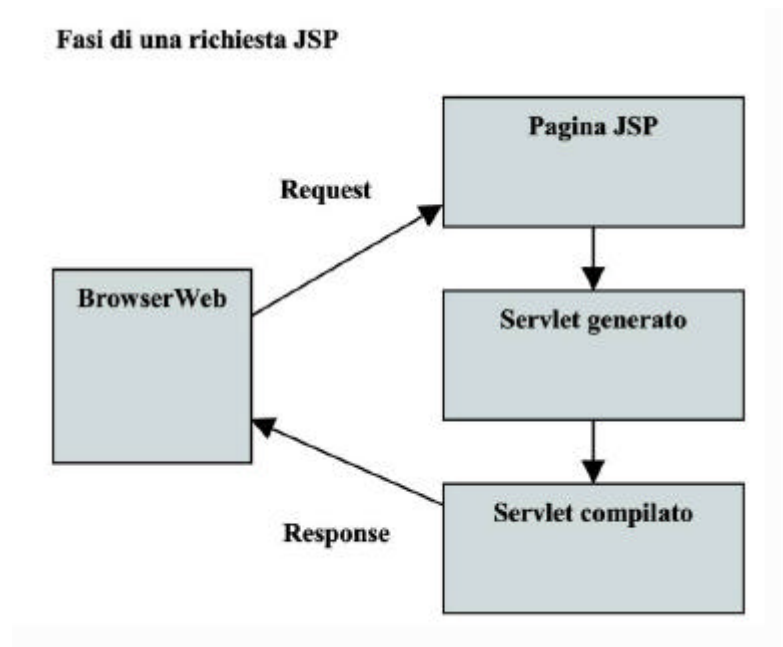 Fasi di una richiesta JSP
Pagina JSP
Request
BrowserWeb
Servlet generato
Servlet compilato
Response